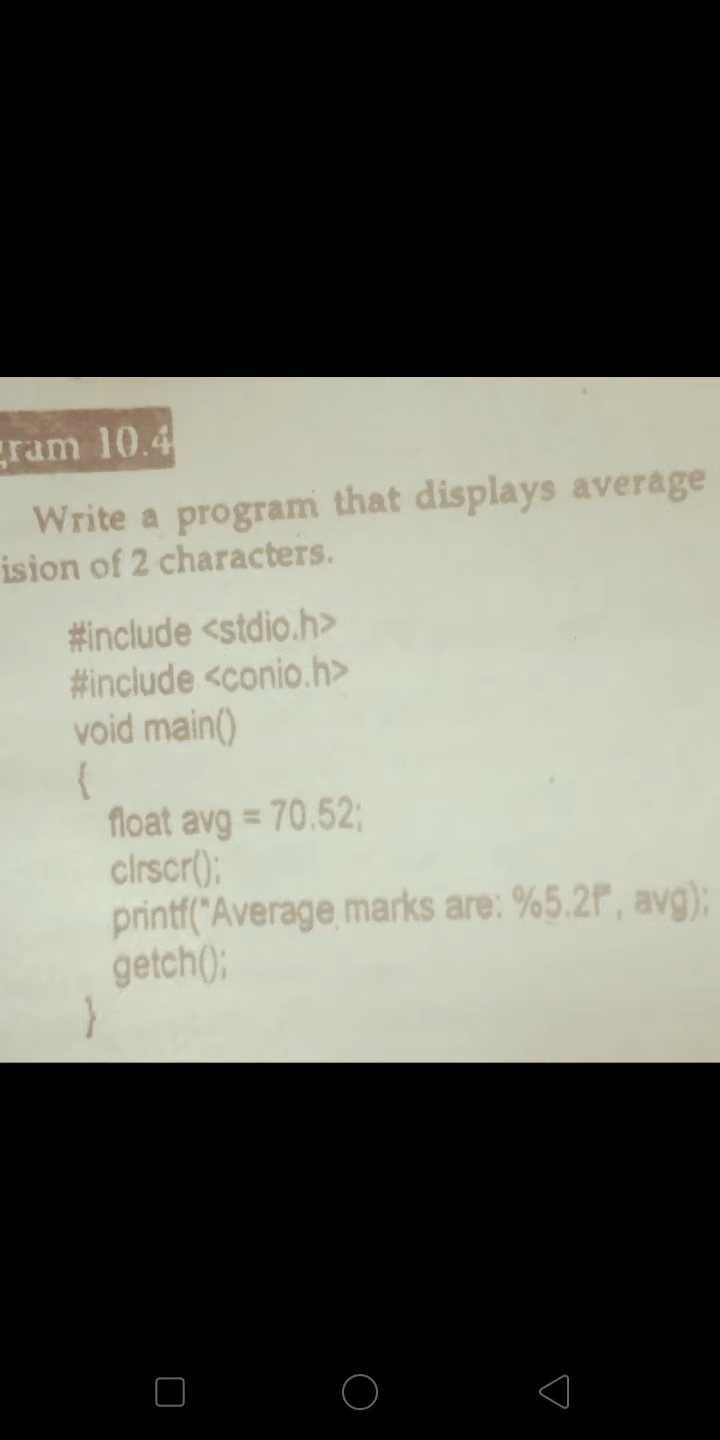 gram 10.4
Write a program that displays average
ision of 2 characters.
#include <stdio.h>
#include <conio.h>
void main()
{
float avg = 70.52;
clrscr();
printf("Average marks are: %5.2f", avg);
getch();
}